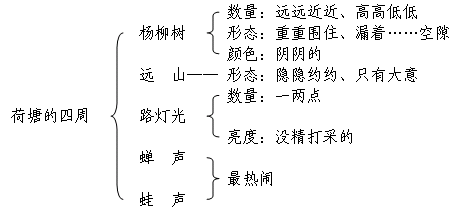 数量：远远近近、高高低低
杨柳树 形态：重重围住、漏着……空隙
颜色：阴阴的
远 山—— 形态：隐隐约约、只有大意
数量：一两点
荷塘的四周 路灯光
亮度：没精打采的
蝉 声
最热闹
蛙 声